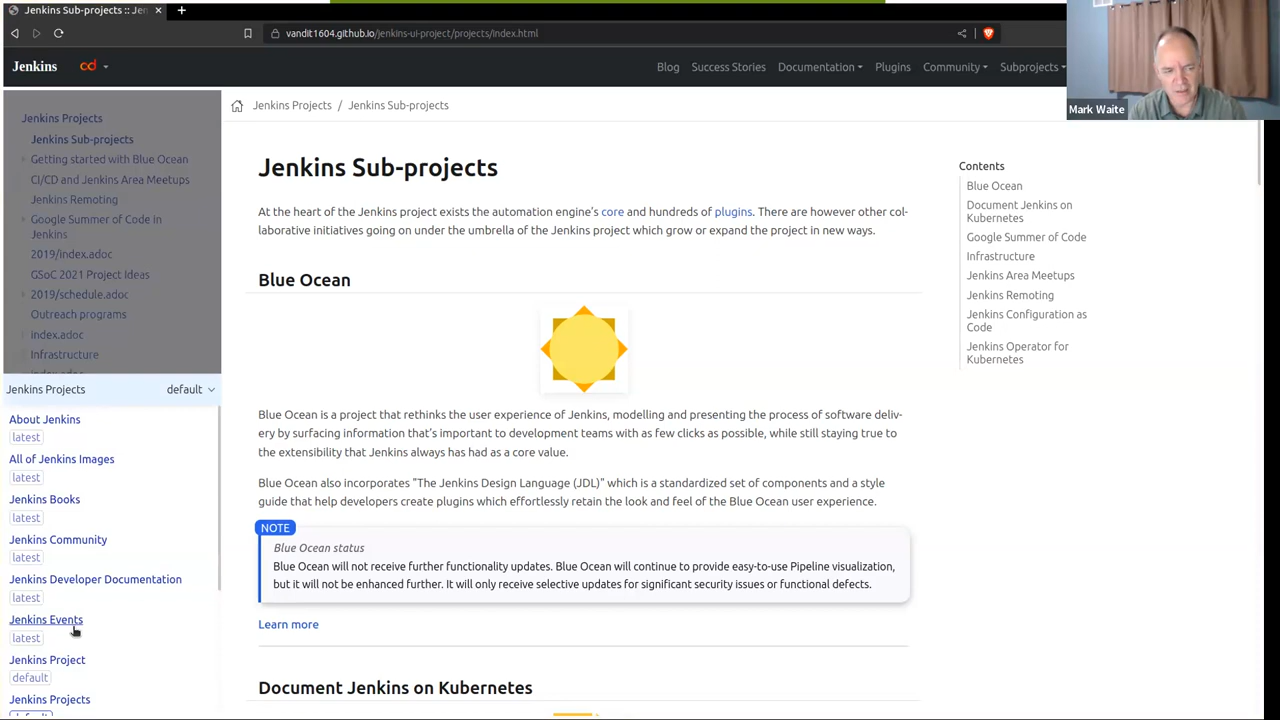 Jenkins Sub-projects :: Jen
vandit1604.github.io/jenkins-ui-project/projects/index.html
Jenkins
cd
Blog
Success Stories
Documentation
Plugins
Community
Subprojects
Mark Waite
Jenkins Projects
Jenkins Sub-projects
Getting started with Blue Ocean
CI/CD and Jenkins Area Meetups
Jenkins Remoting
Google Summer of Code in
Jenkins
2019/index.adoc
GSoC 2021 Project Ideas
2019/schedule.adoc
Outreach programs
index.adoc
Infrastructure
index.adoc
Jenkins Projects
default
About Jenkins
latest
All of Jenkins Images
latest
Jenkins Books
latest
Jenkins Community
latest
Jenkins Developer Documentation
latest
Jenkins Events
latest
Jenkins Project
default
Jenkins Projects
default
Jenkins Projects / Jenkins Sub-projects
Jenkins Sub-projects
At the heart of the Jenkins project exists the automation engine's core and hundreds of plugins. There are however other col-
laborative initiatives going on under the umbrella of the Jenkins project which grow or expand the project in new ways.
Blue Ocean
Blue Ocean is a project that rethinks the user experience of Jenkins, modelling and presenting the process of software deliv-
ery by surfacing information that's important to development teams with as few clicks as possible, while still staying true to
the extensibility that Jenkins always has had as a core value.
Blue Ocean also incorporates "The Jenkins Design Language (JDL)" which is a standardized set of components and a style
guide that help developers create plugins which effortlessly retain the look and feel of the Blue Ocean user experience.
NOTE
Blue Ocean status
Blue Ocean will not receive further functionality updates. Blue Ocean will continue to provide easy-to-use Pipeline visualization,
but it will not be enhanced further. It will only receive selective updates for significant security issues or functional defects.
Learn more
Document Jenkins on Kubernetes
Contents
Blue Ocean
Document Jenkins on
Kubernetes
Google Summer of Code
Infrastructure
Jenkins Area Meetups
Jenkins Remoting
Jenkins Configuration as
Code
Jenkins Operator for
Kubernetes